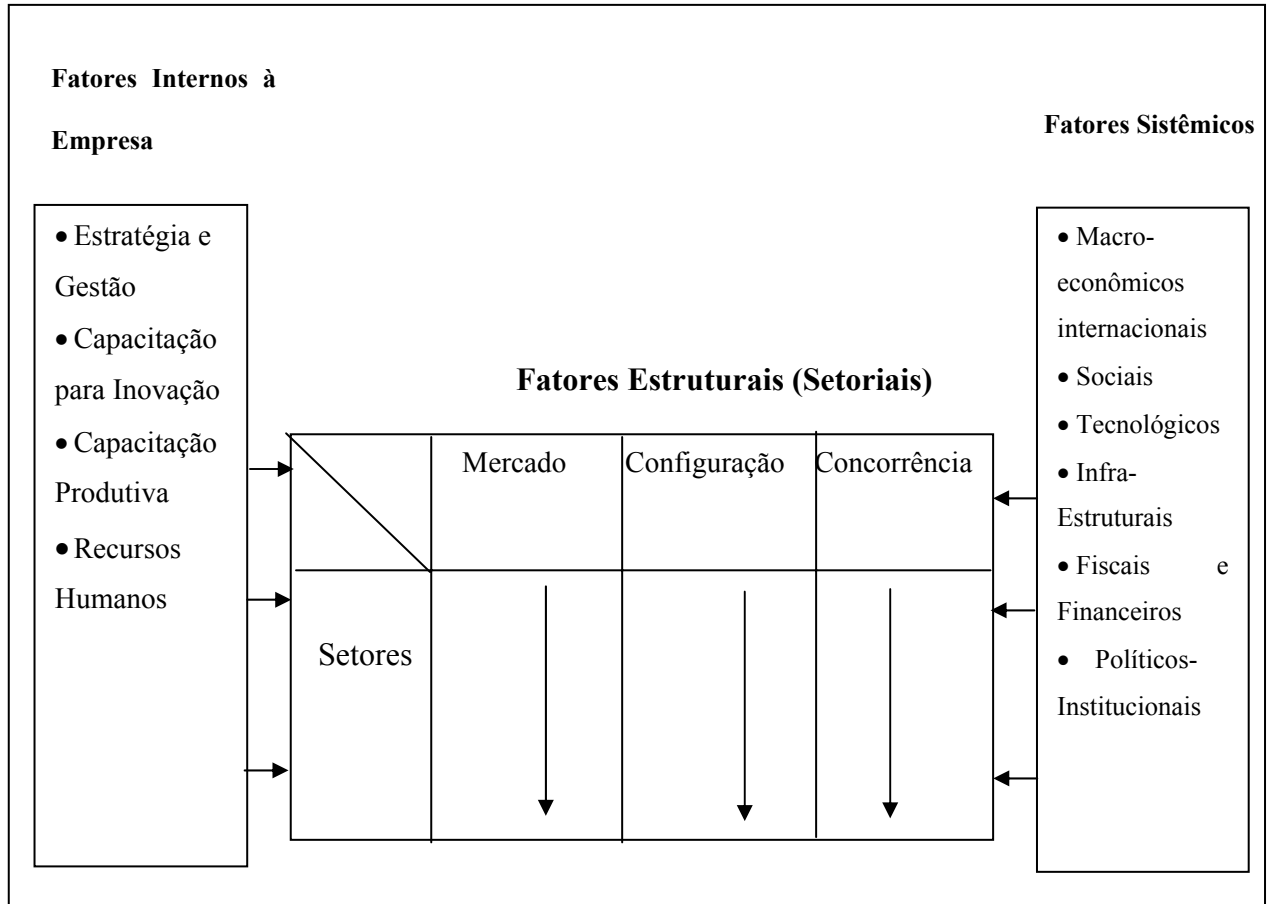 Fatores Internos à
Empresa
Fatores Sistêmicos
• Estratégia e
Gestão
• Capacitação
para Inovação
• Capacitação
Produtiva
• Recursos
Humanos
Fatores Estruturais (Setoriais)
Mercado Configuração Concorrência
Setores
• Macro-
econômicos
internacionais
• Sociais
• Tecnológicos
• Infra-
Estruturais
• Fiscais e
Financeiros
• Políticos-
Institucionais